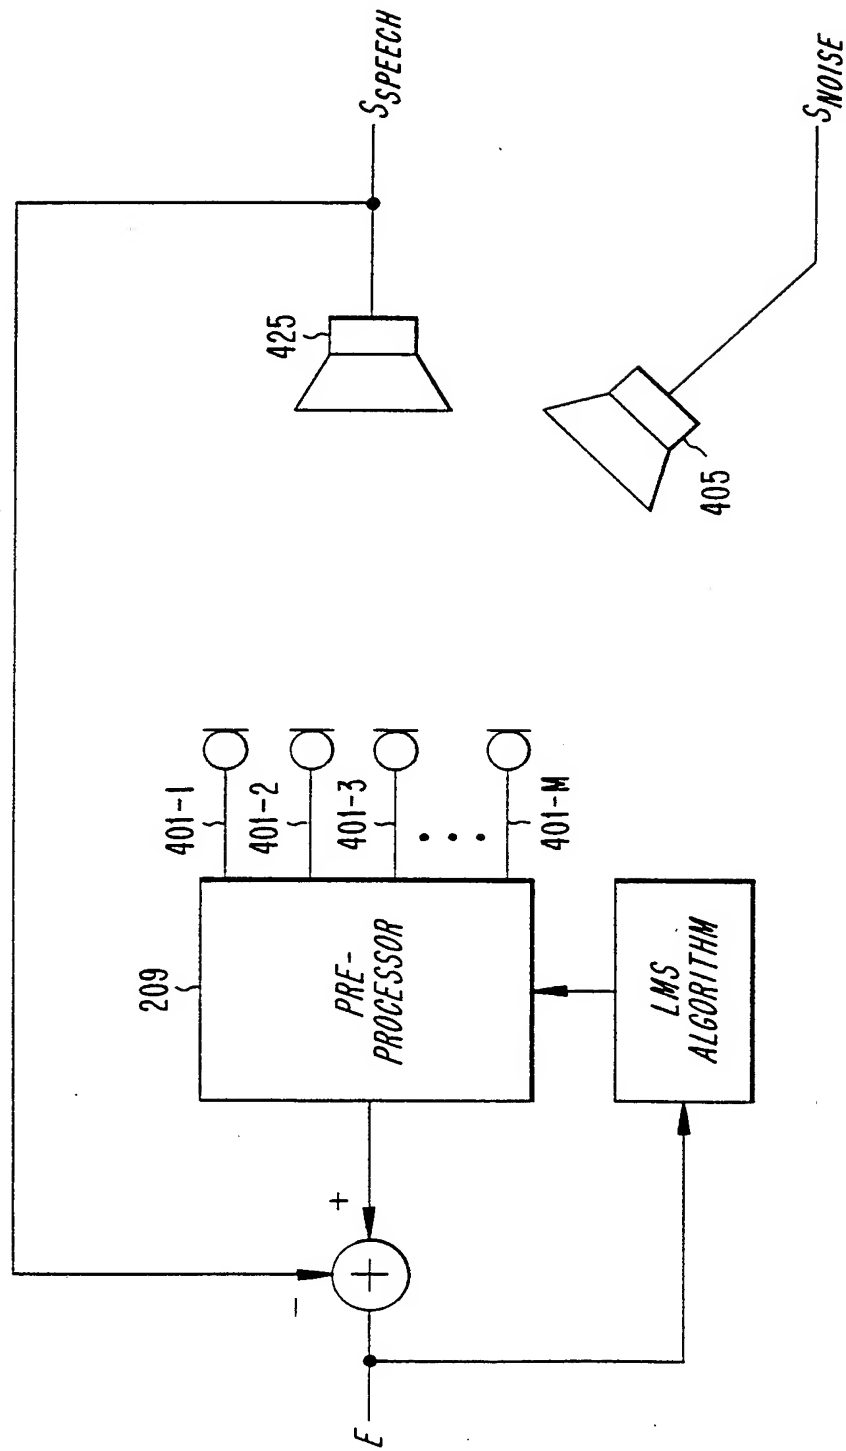 S_SPEECH
425
S_NOISE
405
401-1
401-2
401-3
• • •
401-M
209
PRE-
PROCESSOR
LMS
ALGORITHM
+
−
+
E